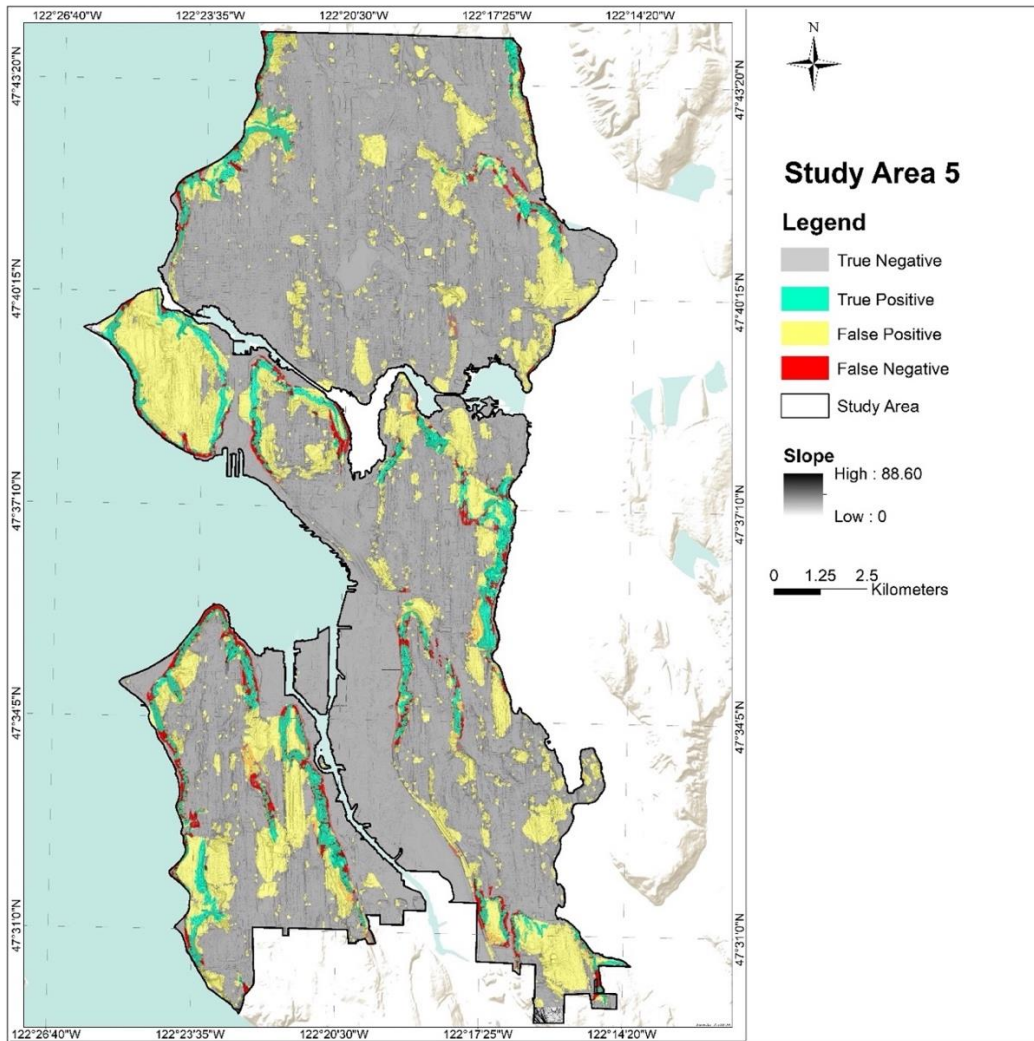 122°26'40"W 122°23'35"W 122°20'30"W 122°17'25"W 122°14'20"W
N
47°43'20"N 47°43'20"N
Study Area 5
Legend
True Negative
True Positive
47°40'15"N 47°40'15"N
False Positive
False Negative
Study Area
Slope
High : 88.60
47°37'10"N 47°37'10"N
Low : 0
0 1.25 2.5
Kilometers
47°34'5"N 47°34'5"N
47°31'0"N 47°31'0"N
122°26'40"W 122°23'35"W 122°20'30"W 122°17'25"W 122°14'20"W